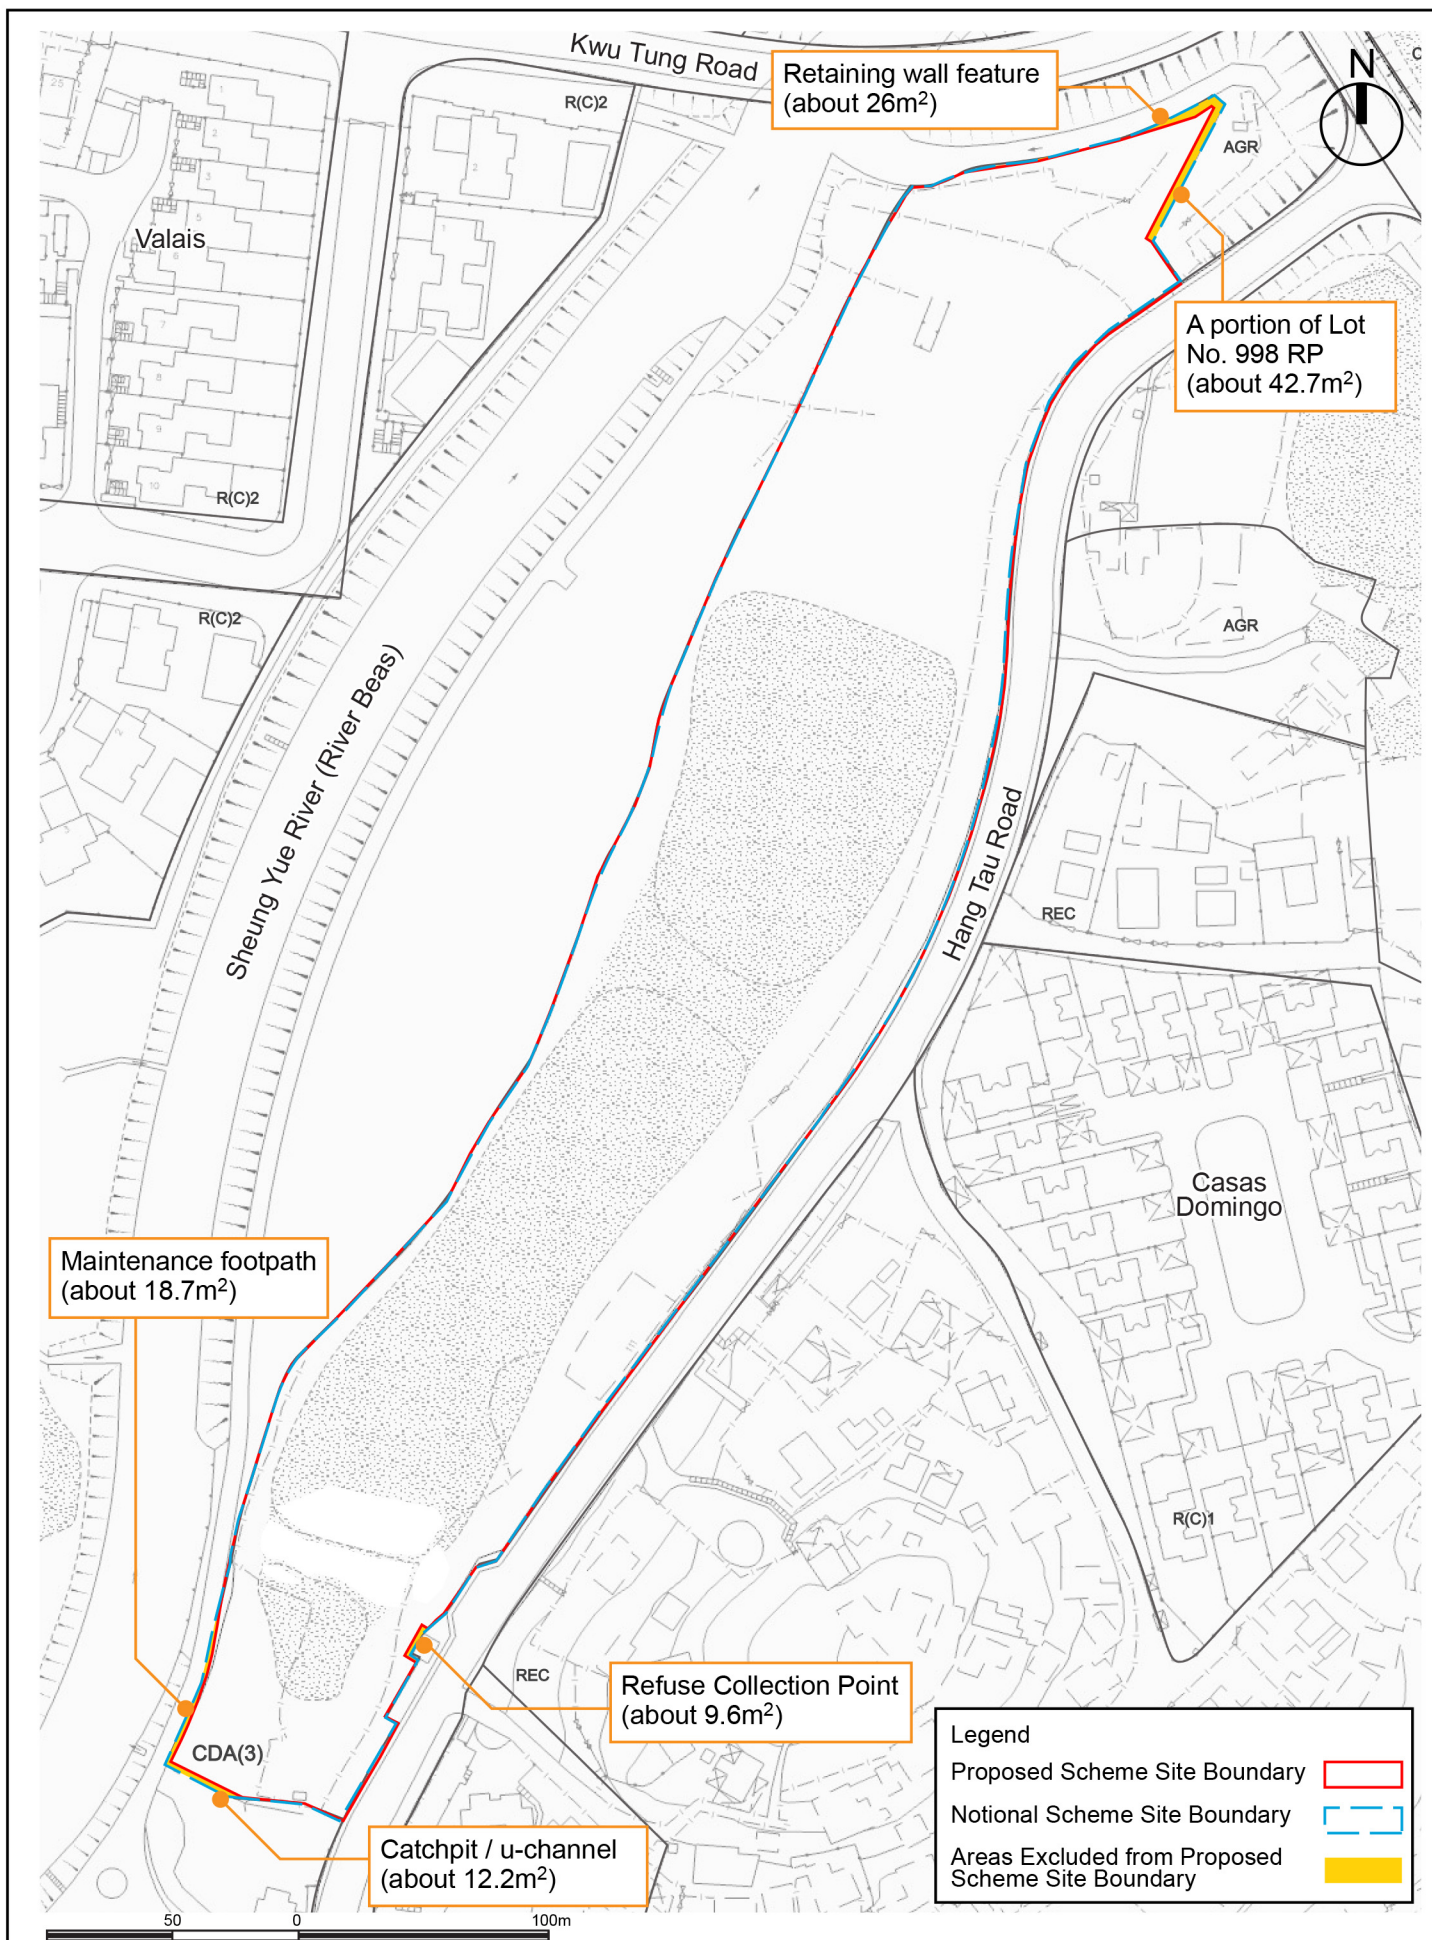 Kwu Tung Road
Retaining wall feature
(about 26m²)
N
R(C)2
AGR
Valais
A portion of Lot
No. 998 RP
(about 42.7m²)
R(C)2
R(C)2
AGR
Sheung Yue River (River Beas)
Hang Tau Road
REC
Casas
Domingo
Maintenance footpath
(about 18.7m²)
R(C)1
REC
Refuse Collection Point
(about 9.6m²)
CDA(3)
Catchpit / u-channel
(about 12.2m²)
Legend
Proposed Scheme Site Boundary
Notional Scheme Site Boundary
Areas Excluded from Proposed
Scheme Site Boundary
50 0 100m